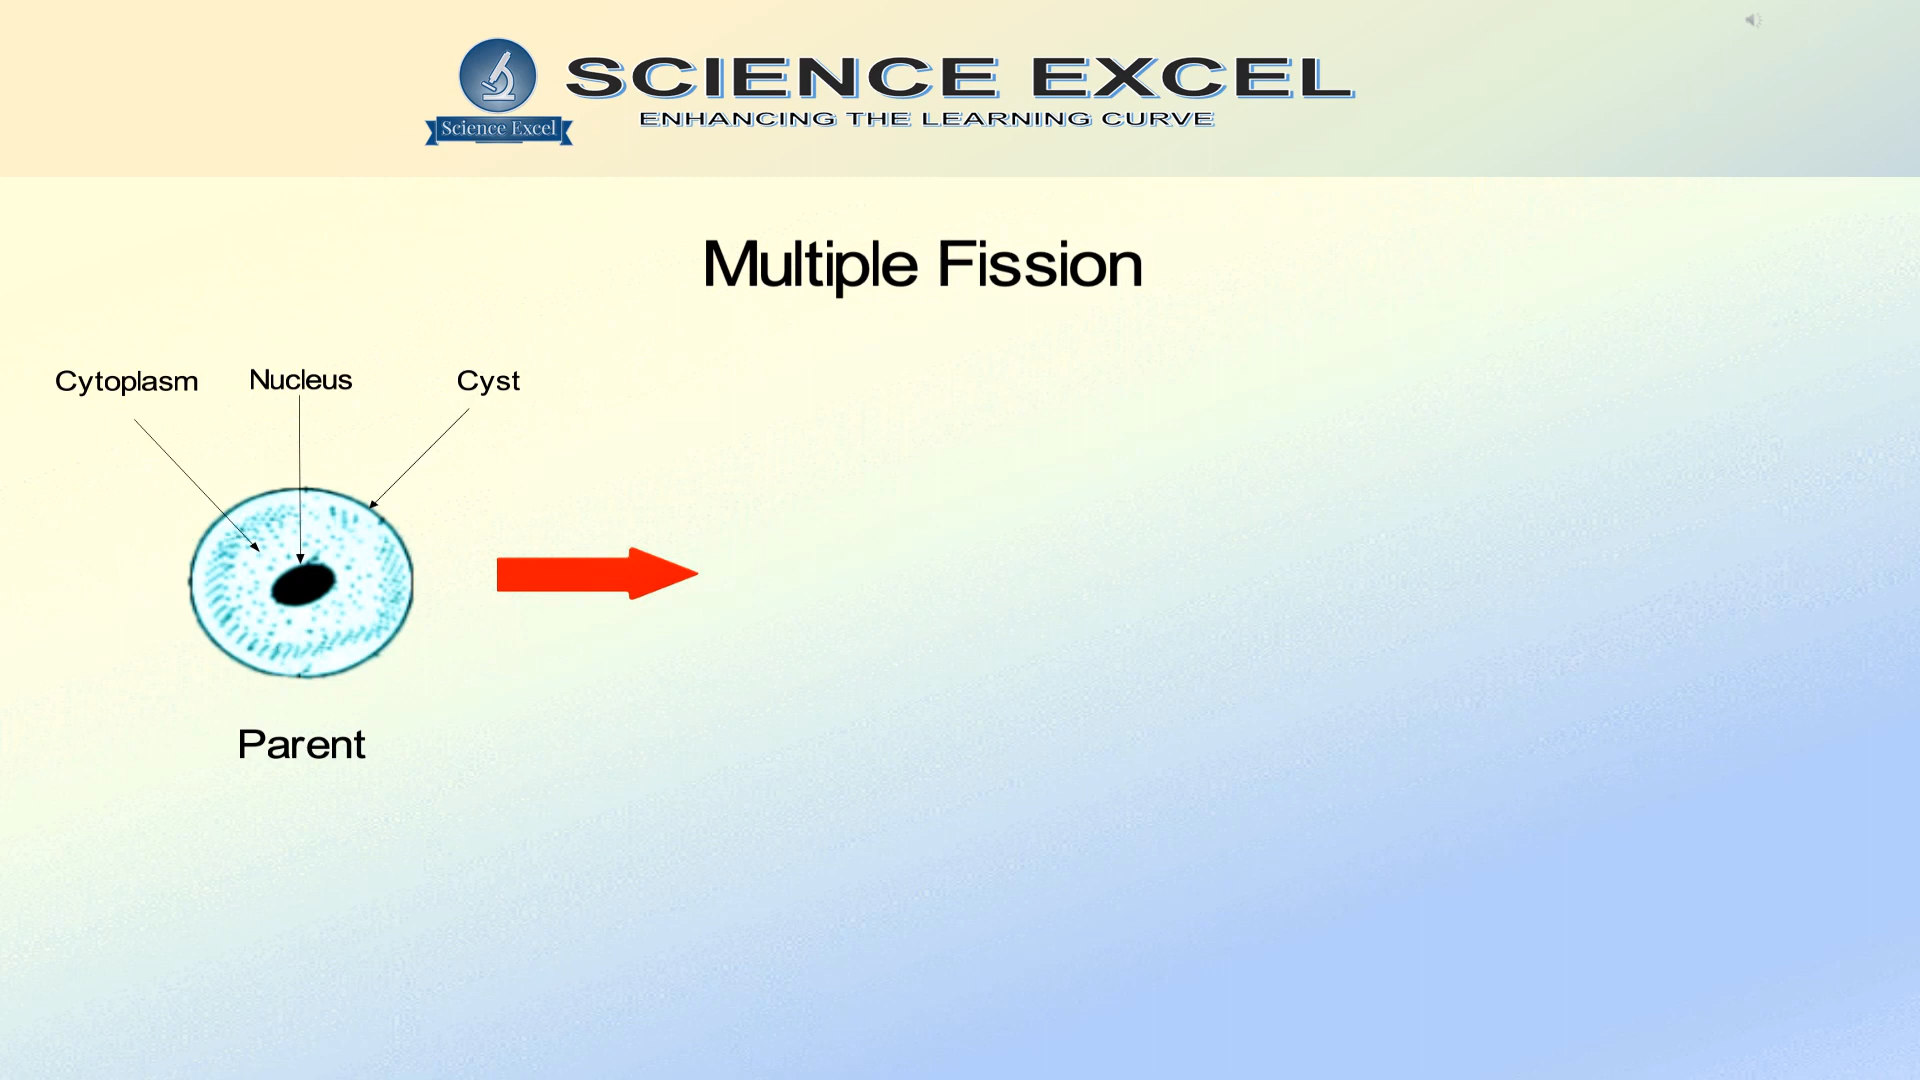 SCIENCE EXCEL
ENHANCING THE LEARNING CURVE
Science Excel
Multiple Fission
Cytoplasm
Nucleus
Cyst
Parent